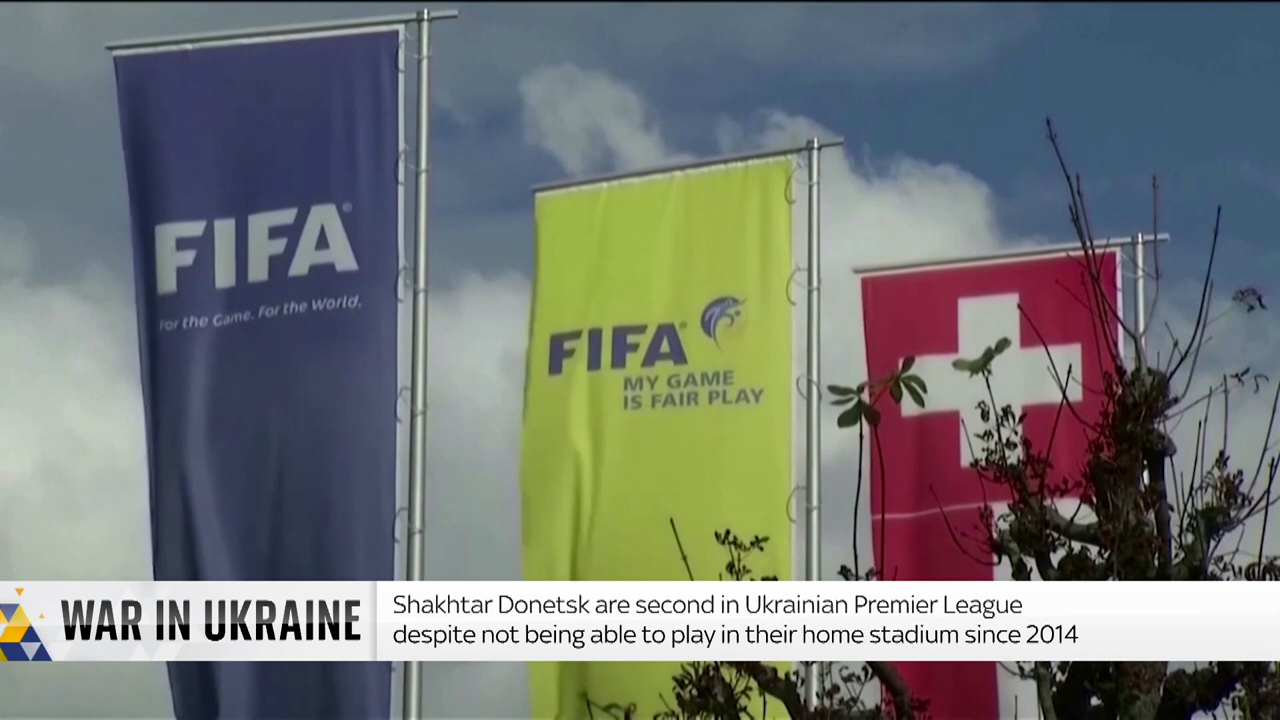 FIFA®
For the Game. For the World.
FIFA®
MY GAME
IS FAIR PLAY
WAR IN UKRAINE
Shakhtar Donetsk are second in Ukrainian Premier League
despite not being able to play in their home stadium since 2014